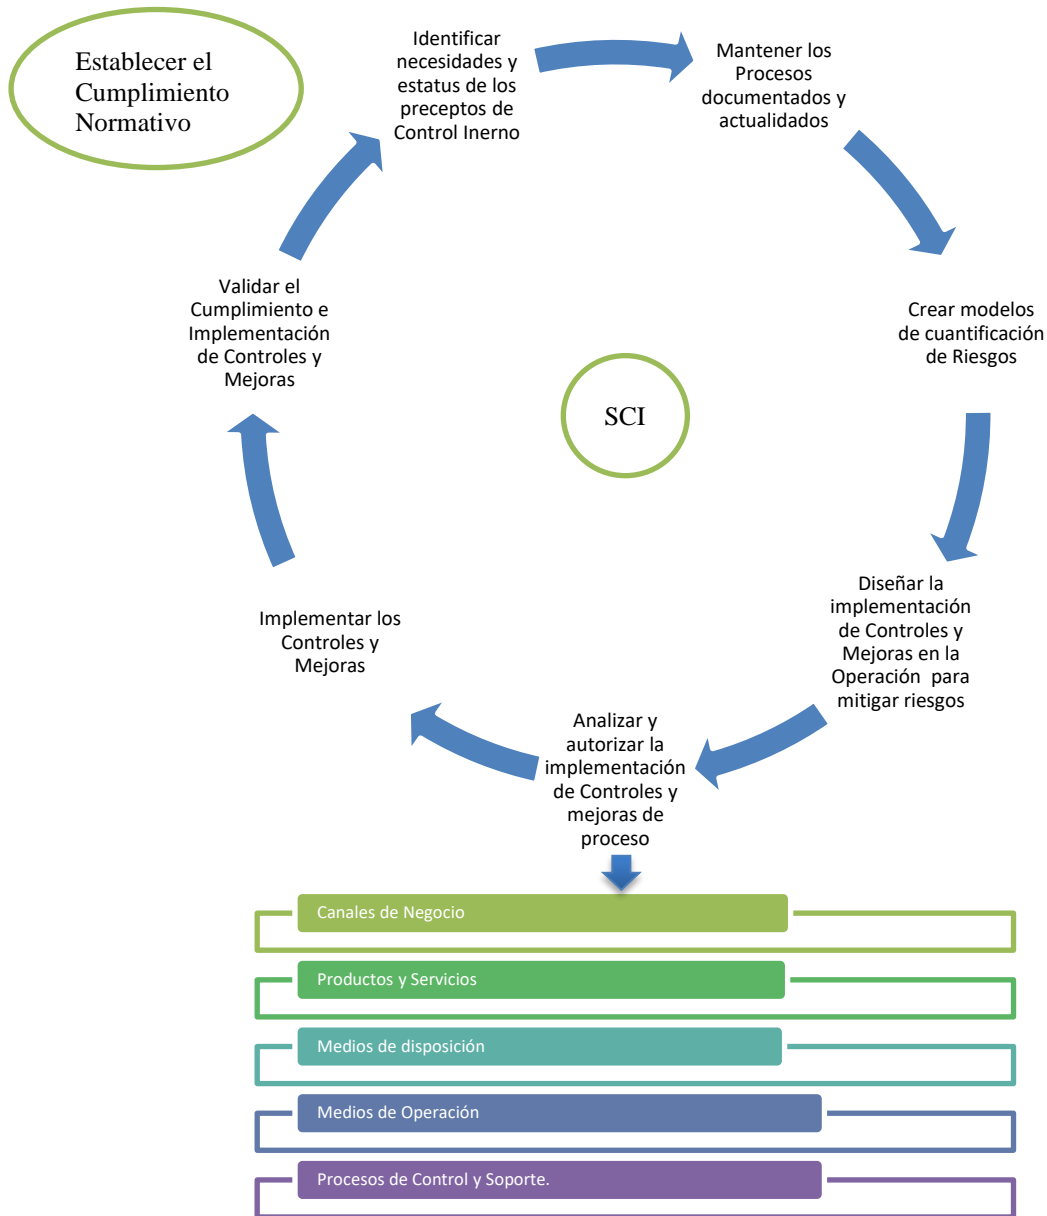 Establecer el
Cumplimiento
Normativo
Identificar
necesidades y
estatus de los
preceptos de
Control Inerno
Mantener los
Procesos
documentados y
actualidados
Crear modelos
de cuantificación
de Riesgos
Diseñar la
implementación
de Controles y
Mejoras en la
Operación  para
mitigar riesgos
Analizar y
autorizar la
implementación
de Controles y
mejoras de
proceso
Implementar los
Controles y
Mejoras
Validar el
Cumplimiento e
Implementación
de Controles y
Mejoras
SCI
Canales de Negocio
Productos y Servicios
Medios de disposición
Medios de Operación
Procesos de Control y Soporte.